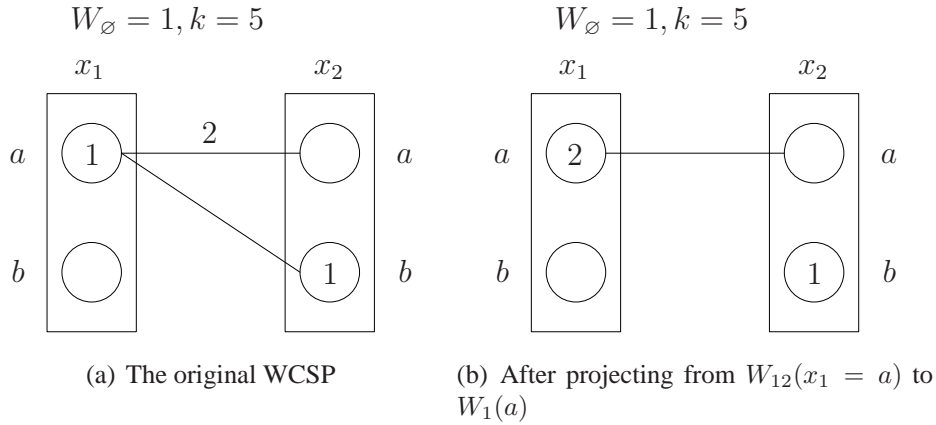 W∅ = 1, k = 5
x₁ x₂
2
a 1 a
b 1 b
(a) The original WCSP
W∅ = 1, k = 5
x₁ x₂
a 2 a
b 1 b
(b) After projecting from W₁₂(x₁ = a) to
W₁(a)